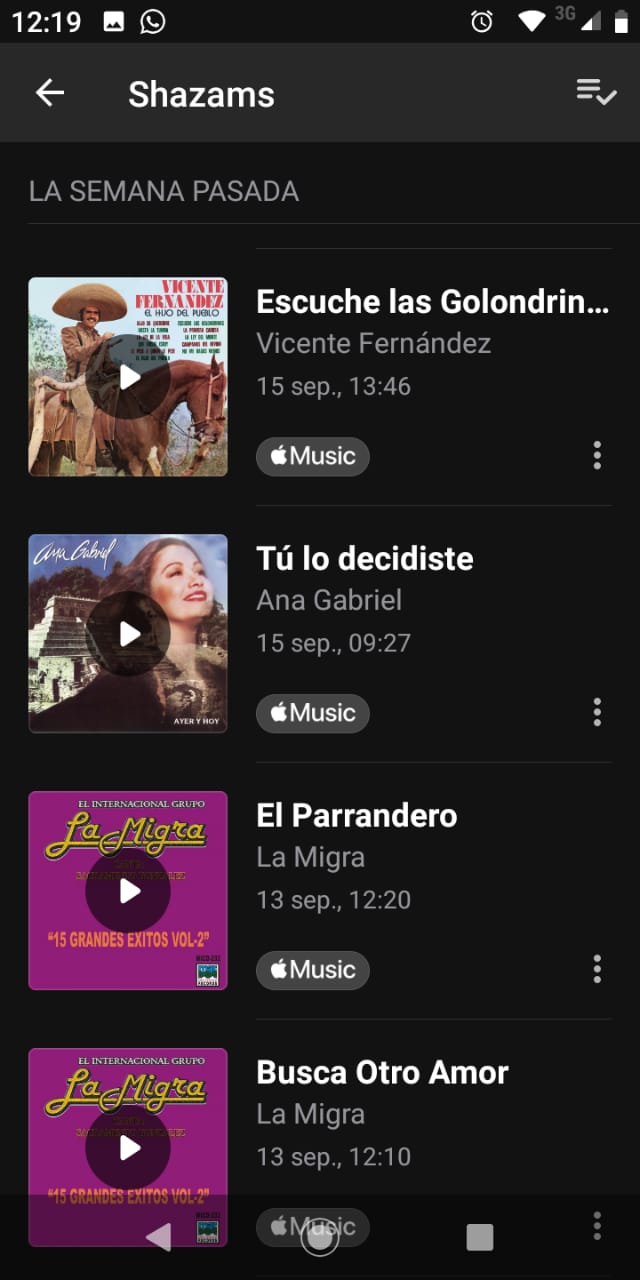 12:19
3G
Shazams
LA SEMANA PASADA
VICENTE
FERNANDEZ
EL HIJO DEL PUEBLO
Escuche las Golondrin...
Vicente Fernández
15 sep., 13:46
Music
Ana Gabriel
AYER Y HOY
Tú lo decidiste
Ana Gabriel
15 sep., 09:27
Music
EL INTERNACIONAL GRUPO
La Migra
"15 GRANDES EXITOS VOL-2"
El Parrandero
La Migra
13 sep., 12:20
Music
EL INTERNACIONAL GRUPO
La Migra
"15 GRANDES EXITOS VOL-2"
Busca Otro Amor
La Migra
13 sep., 12:10
Music